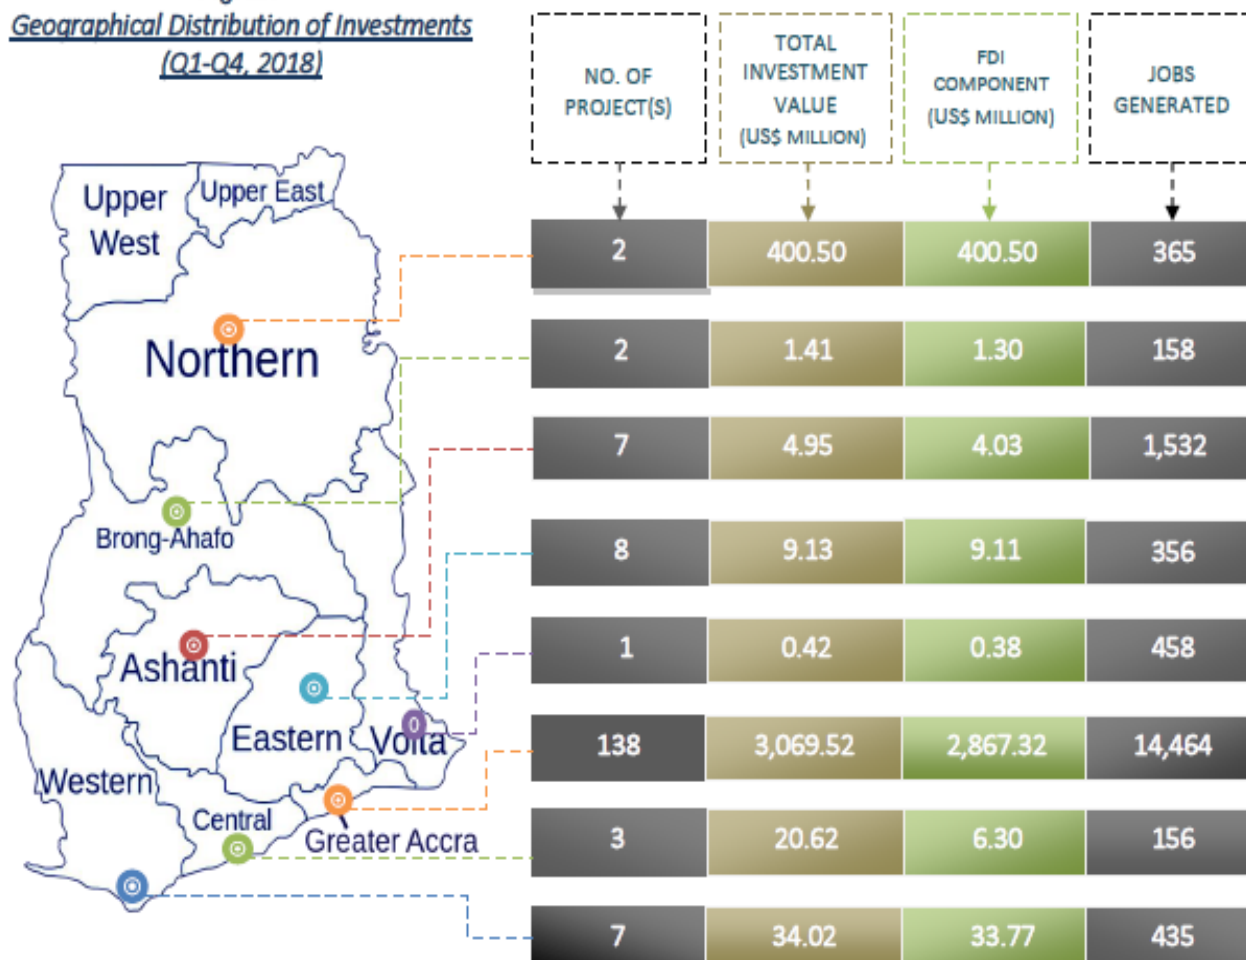 Geographical Distribution of Investments
(Q1-Q4, 2018)
NO. OF
PROJECT(S)
TOTAL
INVESTMENT
VALUE
(US$ MILLION)
FDI
COMPONENT
(US$ MILLION)
JOBS
GENERATED
Upper
West
Upper East
Northern
Brong-Ahafo
Ashanti
Eastern
Volta
Western
Central
Greater Accra
2 400.50 400.50 365
2 1.41 1.30 158
7 4.95 4.03 1,532
8 9.13 9.11 356
1 0.42 0.38 458
138 3,069.52 2,867.32 14,464
3 20.62 6.30 156
7 34.02 33.77 435